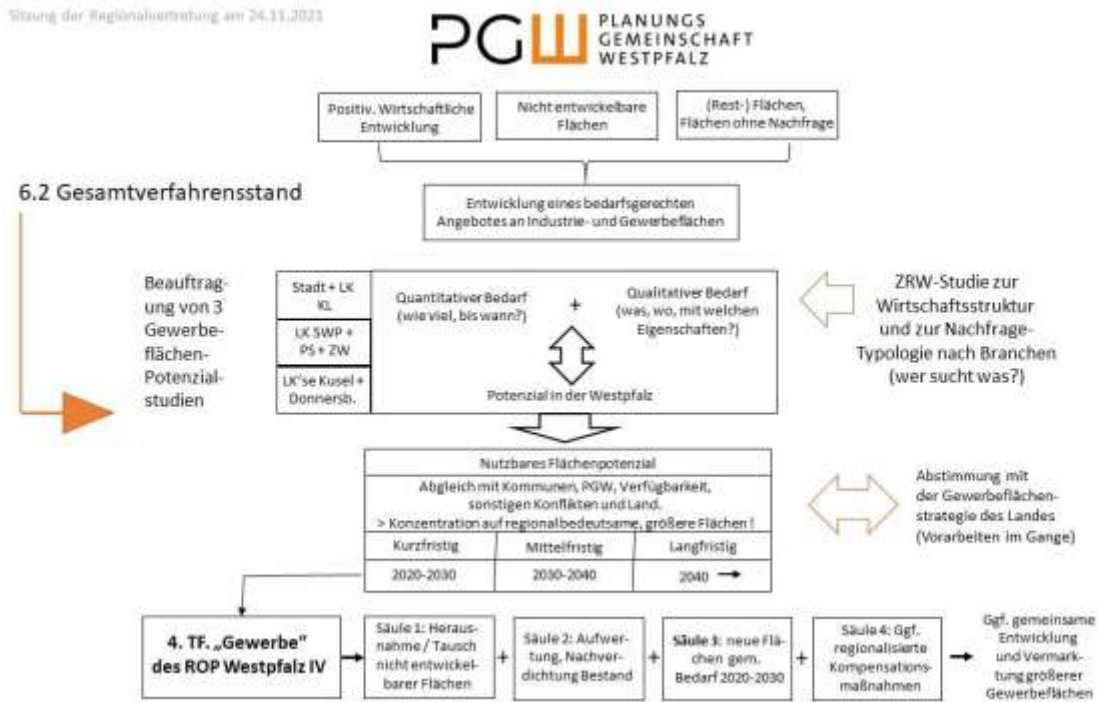 Sitzung der Regionalvertretung am 24.11.2021
PGW
PLANUNGS
GEMEINSCHAFT
WESTPFALZ
Positiv. Wirtschaftliche
Entwicklung
Nicht entwickelbare
Flächen
(Rest-) Flächen,
Flächen ohne Nachfrage
6.2 Gesamtverfahrensstand
Entwicklung eines bedarfsgerechten
Angebotes an Industrie- und Gewerbeflächen
Beauftrag-
ung von 3
Gewerbe-
flächen-
Potenzial-
studien
Stadt + LK
KL
LK SWP +
PS + ZW
LK'se Kusel +
Donnersb.
Quantitativer Bedarf
(wie viel, bis wann?)
+
Qualitativer Bedarf
(was, wo, mit welchen
Eigenschaften?)
Potenzial in der Westpfalz
ZRW-Studie zur
Wirtschaftsstruktur
und zur Nachfrage-
Typologie nach Branchen
(wer sucht was?)
Nutzbares Flächenpotenzial
Abgleich mit Kommunen, PGW, Verfügbarkeit,
sonstigen Konflikten und Land.
> Konzentration auf regionalbedeutsame, größere Flächen !
Kurzfristig
Mittelfristig
Langfristig
2020-2030
2030-2040
2040
Abstimmung mit
der Gewerbeflächen-
strategie des Landes
(Vorarbeiten im Gange)
4. TF. „Gewerbe"
des ROP Westpfalz IV
Säule 1: Heraus-
nahme / Tausch
nicht entwickel-
barer Flächen
+
Säule 2: Aufwer-
tung, Nachver-
dichtung Bestand
+
Säule 3: neue Flä-
chen gem.
Bedarf 2020-2030
+
Säule 4: Ggf.
regionalisierte
Kompensations-
maßnahmen
Ggf. gemeinsame
Entwicklung
und Vermark-
tung größerer
Gewerbeflächen